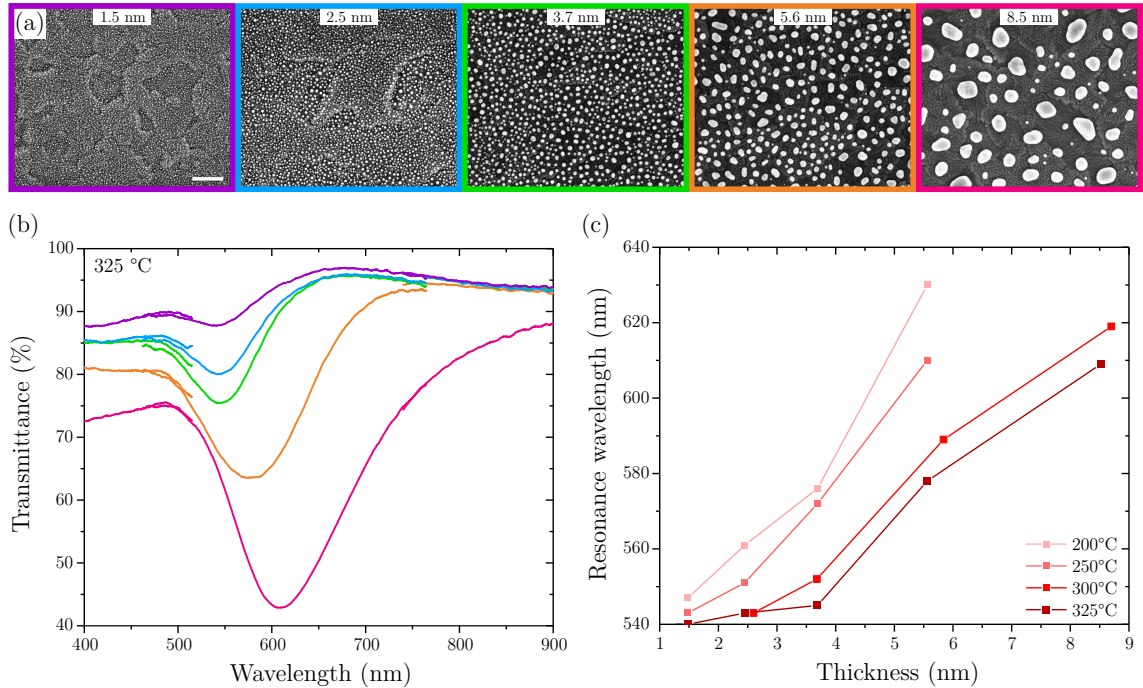 (a)
1.5 nm
2.5 nm
3.7 nm
5.6 nm
8.5 nm
(b)
325 °C
100
90
80
70
60
50
40
400
500
600
700
800
900
Transmittance (%)
Wavelength (nm)
(c)
640
620
600
580
560
540
1
2
3
4
5
6
7
8
9
Resonance wavelength (nm)
Thickness (nm)
200°C
250°C
300°C
325°C